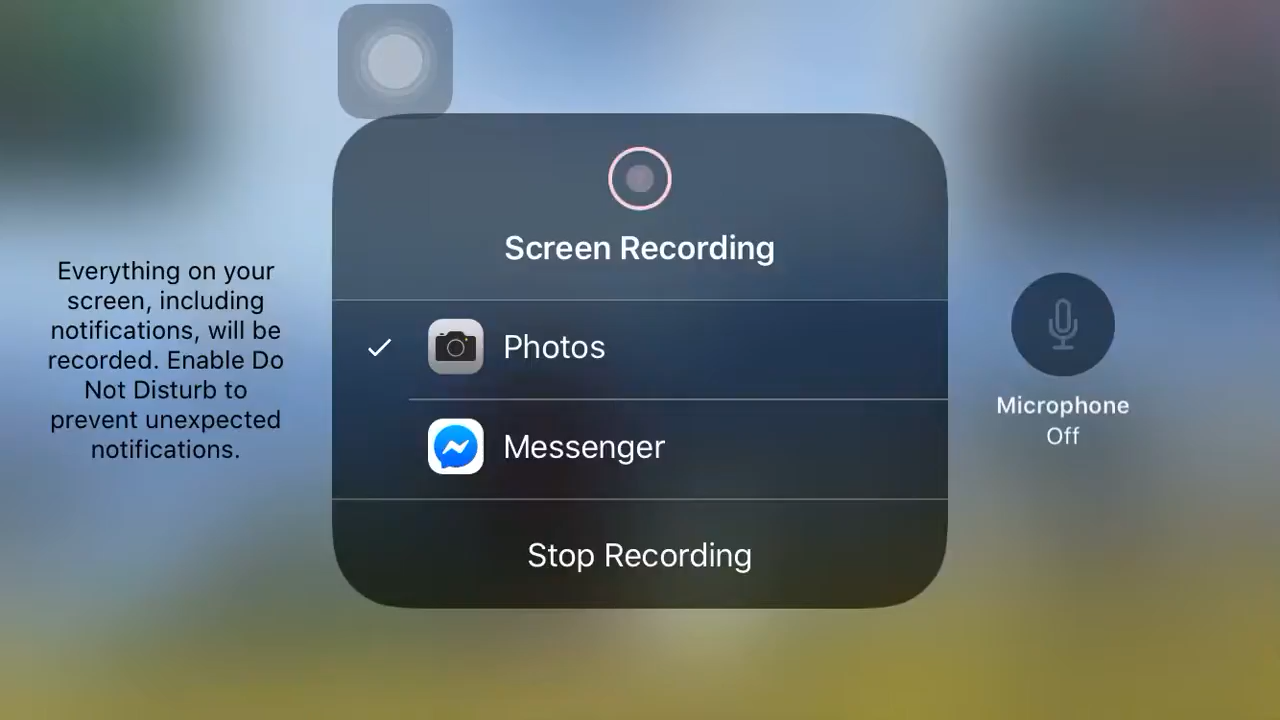 Everything on your
screen, including
notifications, will be
recorded. Enable Do
Not Disturb to
prevent unexpected
notifications.
Screen Recording
Photos
Messenger
Stop Recording
Microphone
Off